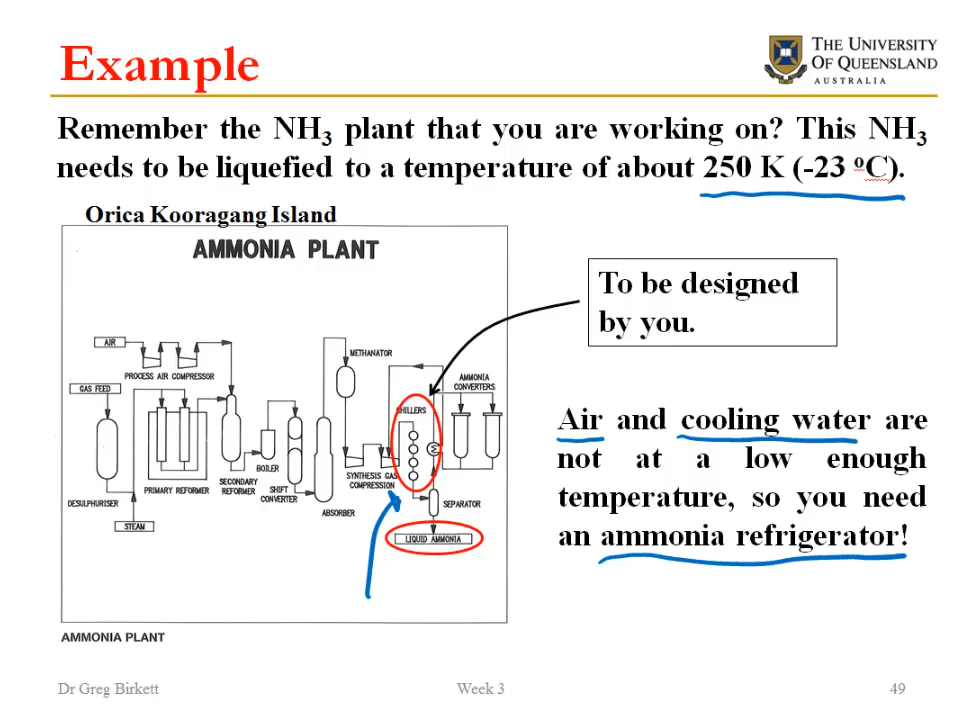 Example
THE UNIVERSITY
OF QUEENSLAND
AUSTRALIA
Remember the NH3 plant that you are working on? This NH3
needs to be liquefied to a temperature of about 250 K (-23 oC).
Orica Kooragang Island
AMMONIA PLANT
To be designed
by you.
AIR
PROCESS AIR COMPRESSOR
METHANATOR
GAS FEED
AMMONIA
CONVERTERS
CHILLERS
Air and cooling water are
not at a low enough
temperature, so you need
an ammonia refrigerator!
BOILER
SYNTHESIS GAS
COMPRESSION
DESULPHURISER
PRIMARY REFORMER
SECONDARY
REFORMER
SHIFT
CONVERTER
ABSORBER
SEPARATOR
STEAM
LIQUID AMMONIA
AMMONIA PLANT
Dr Greg Birkett
Week 3
49